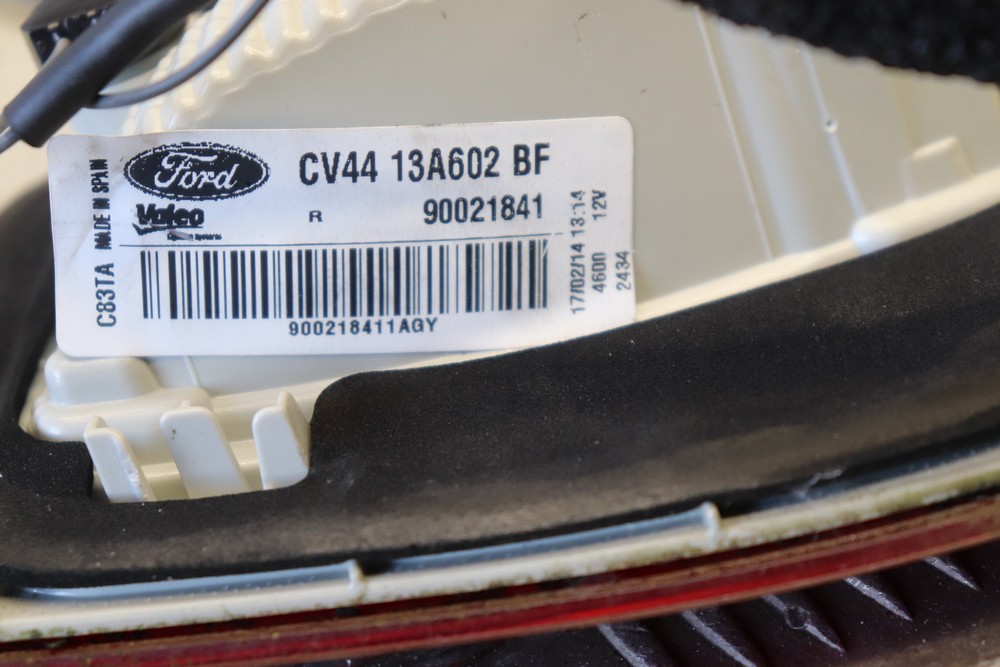 Ford
CV44 13A602 BF
Valeo
R
90021841
900218411AGY
C83TA MADE IN SPAIN
17/02/14 13:14
4600 12V
2434